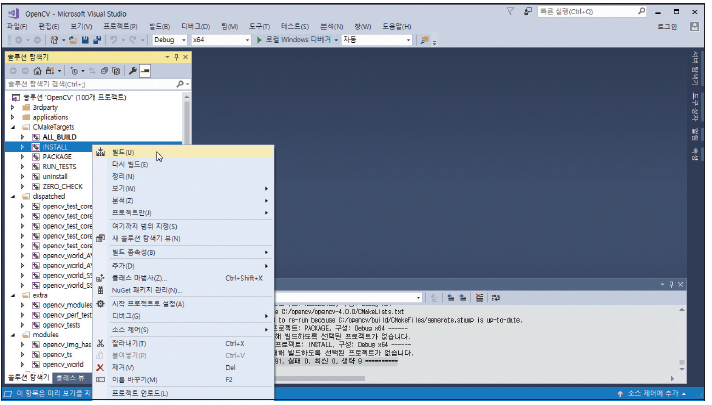 OpenCV - Microsoft Visual Studio
빠른 실행(Ctrl+Q)
파일(F) 편집(E) 보기(V) 프로젝트(P) 빌드(B) 디버그(D) 팀(M) 도구(T) 테스트(S) 분석(N) 창(W) 도움말(H)
로그인
Debug x64 로컬 Windows 디버거 자동
솔루션 탐색기
솔루션 탐색기 검색(Ctrl+;)
솔루션 'OpenCV' (100개 프로젝트)
3rdparty
applications
CMakeTargets
ALL_BUILD
INSTALL
PACKAGE
RUN_TESTS
uninstall
ZERO_CHECK
dispatched
opencv_test_core
opencv_test_core
opencv_test_core
opencv_test_core
opencv_world_AV
opencv_world_AV
opencv_world_SS
opencv_world_SS
extra
opencv_modules
opencv_perf_test
opencv_tests
modules
opencv_img_has
opencv_ts
opencv_world
솔루션 탐색기 클래스 뷰
빌드(U)
다시 빌드(E)
정리(N)
보기(W)
분석(Z)
프로젝트만(J)
여기까지 범위 지정(S)
새 솔루션 탐색기 뷰(N)
빌드 종속성(B)
추가(D)
클래스 마법사(Z)... Ctrl+Shift+X
NuGet 패키지 관리(N)...
시작 프로젝트로 설정(A)
디버그(G)
소스 제어(S)
잘라내기(T) Ctrl+X
붙여넣기(P) Ctrl+V
제거(V) Del
이름 바꾸기(M) F2
프로젝트 언로드(L)
서버 탐색기
도구 상자
알림
속성
e C:/opencv/opencv-4.0.0/CMakeLists.txt
to re-run because C:/opencv/build/CMakeFiles/generate.stamp is up-to-date.
프로젝트: PACKAGE, 구성: Debug x64 ------
해 빌드하도록 선택된 프로젝트가 없습니다.
프로젝트: INSTALL, 구성: Debug x64 ------
대해 빌드하도록 선택된 프로젝트가 없습니다.
91, 실패 0, 최신 0, 생략 9 ==========
이 항목은 미리 보기를 지
소스 제어에 추가